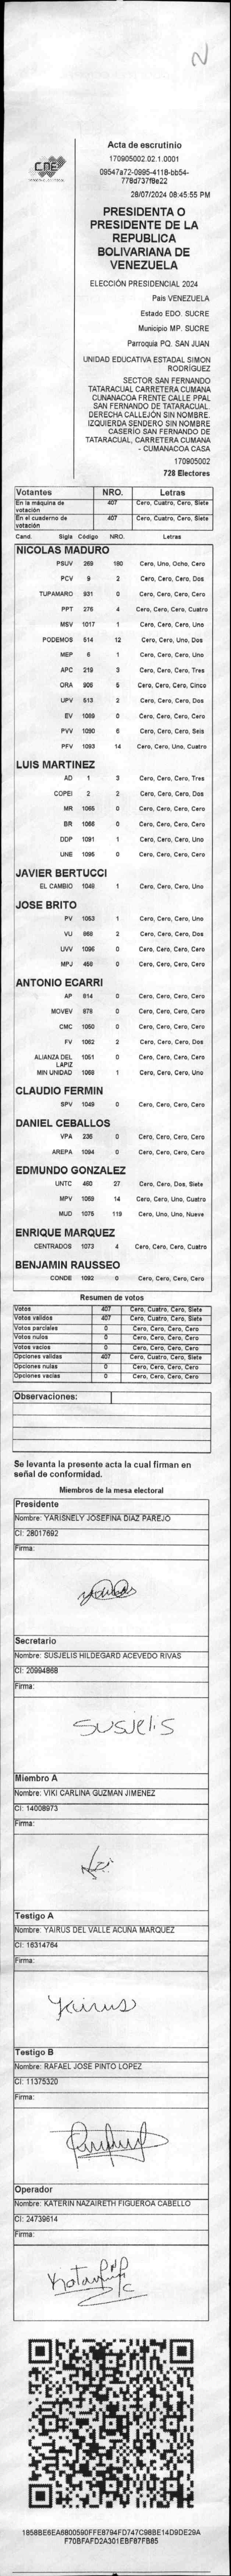 2
CNE
Acta de escrutinio
170905002.02.1.0001
09547a72-0995-4118-bb54-
778d737f9e22
28/07/2024 08:45:55 PM
PRESIDENTA O
PRESIDENTE DE LA
REPUBLICA
BOLIVARIANA DE
VENEZUELA
ELECCIÓN PRESIDENCIAL 2024
País VENEZUELA
Estado EDO. SUCRE
Municipio MP. SUCRE
Parroquia PQ. SAN JUAN
UNIDAD EDUCATIVA ESTADAL SIMON
RODRÍGUEZ
SECTOR SAN FERNANDO
TATARACUAL CARRETERA CUMANA
CUNANACOA FRENTE CALLE PPAL
SAN FERNANDO DE TATARACUAL.
DERECHA CALLEJÓN SIN NOMBRE.
IZQUIERDA SENDERO SIN NOMBRE
CASERIO SAN FERNANDO DE
TATARACUAL, CARRETERA CUMANA
- CUMANACOA CASA
170905002
728 Electores
Votantes NRO. Letras
En la máquina de votación 407 Cero, Cuatro, Cero, Siete
En el cuaderno de votación 407 Cero, Cuatro, Cero, Siete
Cand. Sigla Código NRO. Letras
NICOLAS MADURO
PSUV 269 180 Cero, Uno, Ocho, Cero
PCV 9 2 Cero, Cero, Cero, Dos
TUPAMARO 931 0 Cero, Cero, Cero, Cero
PPT 276 4 Cero, Cero, Cero, Cuatro
MSV 1017 1 Cero, Cero, Cero, Uno
PODEMOS 514 12 Cero, Cero, Uno, Dos
MEP 6 1 Cero, Cero, Cero, Uno
APC 219 3 Cero, Cero, Cero, Tres
ORA 906 5 Cero, Cero, Cero, Cinco
UPV 513 2 Cero, Cero, Cero, Dos
EV 1089 0 Cero, Cero, Cero, Cero
PVV 1090 6 Cero, Cero, Cero, Seis
PFV 1093 14 Cero, Cero, Uno, Cuatro
LUIS MARTINEZ
AD 1 3 Cero, Cero, Cero, Tres
COPEI 2 2 Cero, Cero, Cero, Dos
MR 1065 0 Cero, Cero, Cero, Cero
BR 1066 0 Cero, Cero, Cero, Cero
DDP 1091 1 Cero, Cero, Cero, Uno
UNE 1095 0 Cero, Cero, Cero, Cero
JAVIER BERTUCCI
EL CAMBIO 1048 1 Cero, Cero, Cero, Uno
JOSE BRITO
PV 1053 1 Cero, Cero, Cero, Uno
VU 868 2 Cero, Cero, Cero, Dos
UVV 1096 0 Cero, Cero, Cero, Cero
MPJ 458 0 Cero, Cero, Cero, Cero
ANTONIO ECARRI
AP 814 0 Cero, Cero, Cero, Cero
MOVEV 878 0 Cero, Cero, Cero, Cero
CMC 1050 0 Cero, Cero, Cero, Cero
FV 1062 2 Cero, Cero, Cero, Dos
ALIANZA DEL LAPIZ 1051 0 Cero, Cero, Cero, Cero
MIN UNIDAD 1068 1 Cero, Cero, Cero, Uno
CLAUDIO FERMIN
SPV 1049 0 Cero, Cero, Cero, Cero
DANIEL CEBALLOS
VPA 236 0 Cero, Cero, Cero, Cero
AREPA 1094 0 Cero, Cero, Cero, Cero
EDMUNDO GONZALEZ
UNTC 460 27 Cero, Cero, Dos, Siete
MPV 1069 14 Cero, Cero, Uno, Cuatro
MUD 1075 119 Cero, Uno, Uno, Nueve
ENRIQUE MARQUEZ
CENTRADOS 1073 4 Cero, Cero, Cero, Cuatro
BENJAMIN RAUSSEO
CONDE 1092 0 Cero, Cero, Cero, Cero
Resumen de votos
Votos 407 Cero, Cuatro, Cero, Siete
Votos validos 407 Cero, Cuatro, Cero, Siete
Votos parciales 0 Cero, Cero, Cero, Cero
Votos nulos 0 Cero, Cero, Cero, Cero
Votos vacios 0 Cero, Cero, Cero, Cero
Opciones validas 407 Cero, Cuatro, Cero, Siete
Opciones nulas 0 Cero, Cero, Cero, Cero
Opciones vacias 0 Cero, Cero, Cero, Cero
Observaciones:
Se levanta la presente acta la cual firman en
señal de conformidad.
Miembros de la mesa electoral
Presidente
Nombre: YARISNELY JOSEFINA DIAZ PAREJO
CI: 28017692
Firma:
Secretario
Nombre: SUSJELIS HILDEGARD ACEVEDO RIVAS
CI: 20994868
Firma:
Susjelis
Miembro A
Nombre: VIKI CARLINA GUZMAN JIMENEZ
CI: 14008973
Firma:
Testigo A
Nombre: YAIRUS DEL VALLE ACUÑA MARQUEZ
CI: 16314764
Firma:
Yairus
Testigo B
Nombre: RAFAEL JOSE PINTO LOPEZ
CI: 11375320
Firma:
Operador
Nombre: KATERIN NAZAIRETH FIGUEROA CABELLO
CI: 24739614
Firma:
1858BE6EA6800590FFE8794FD747C98BE14D9DE29A
F70BFAFD2A301EBF87FB85